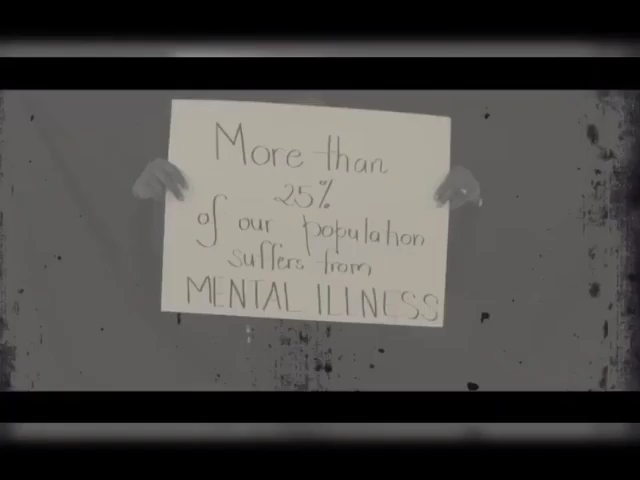 More than
25%
of our population
suffers from
MENTAL ILLNESS